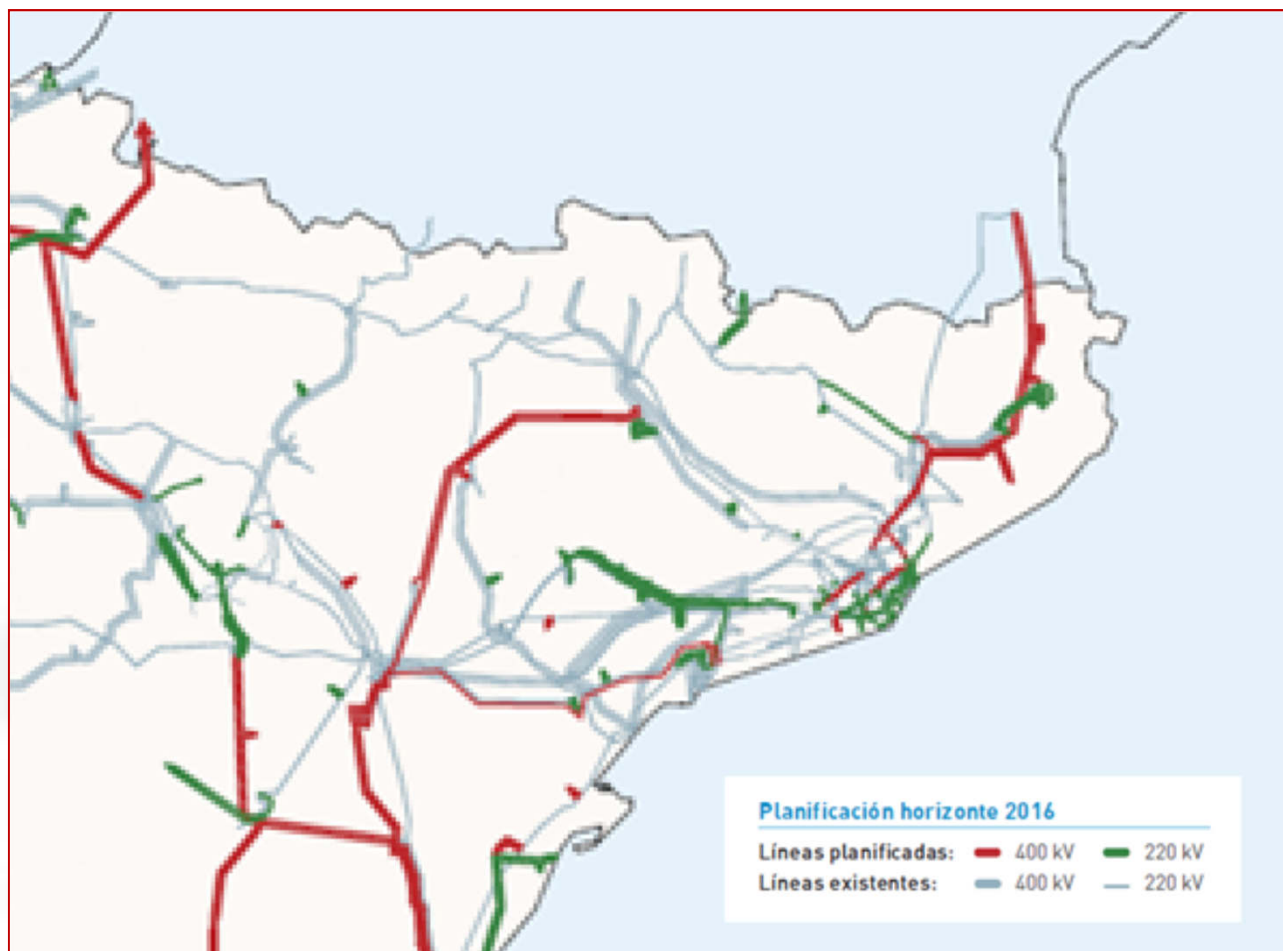 Planificación horizonte 2016
Líneas planificadas: 400 kV 220 kV
Líneas existentes: 400 kV 220 kV